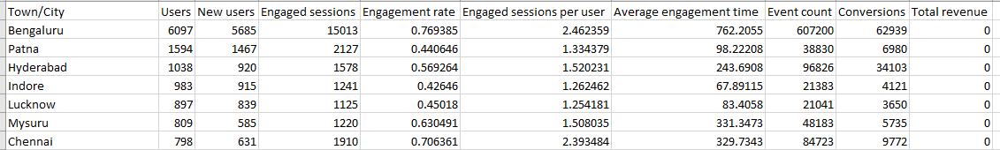 Town/City Users New users Engaged sessions Engagement rate Engaged sessions per user Average engagement time Event count Conversions Total revenue
Bengaluru 6097 5685 15013 0.769385 2.462359 762.2055 607200 62939 0
Patna 1594 1467 2127 0.440646 1.334379 98.22208 38830 6980 0
Hyderabad 1038 920 1578 0.569264 1.520231 243.6908 96826 34103 0
Indore 983 915 1241 0.42646 1.262462 67.89115 21383 4121 0
Lucknow 897 839 1125 0.45018 1.254181 83.4058 21041 3650 0
Mysuru 809 585 1220 0.630491 1.508035 331.3473 48183 5735 0
Chennai 798 631 1910 0.706361 2.393484 329.7343 84723 9772 0